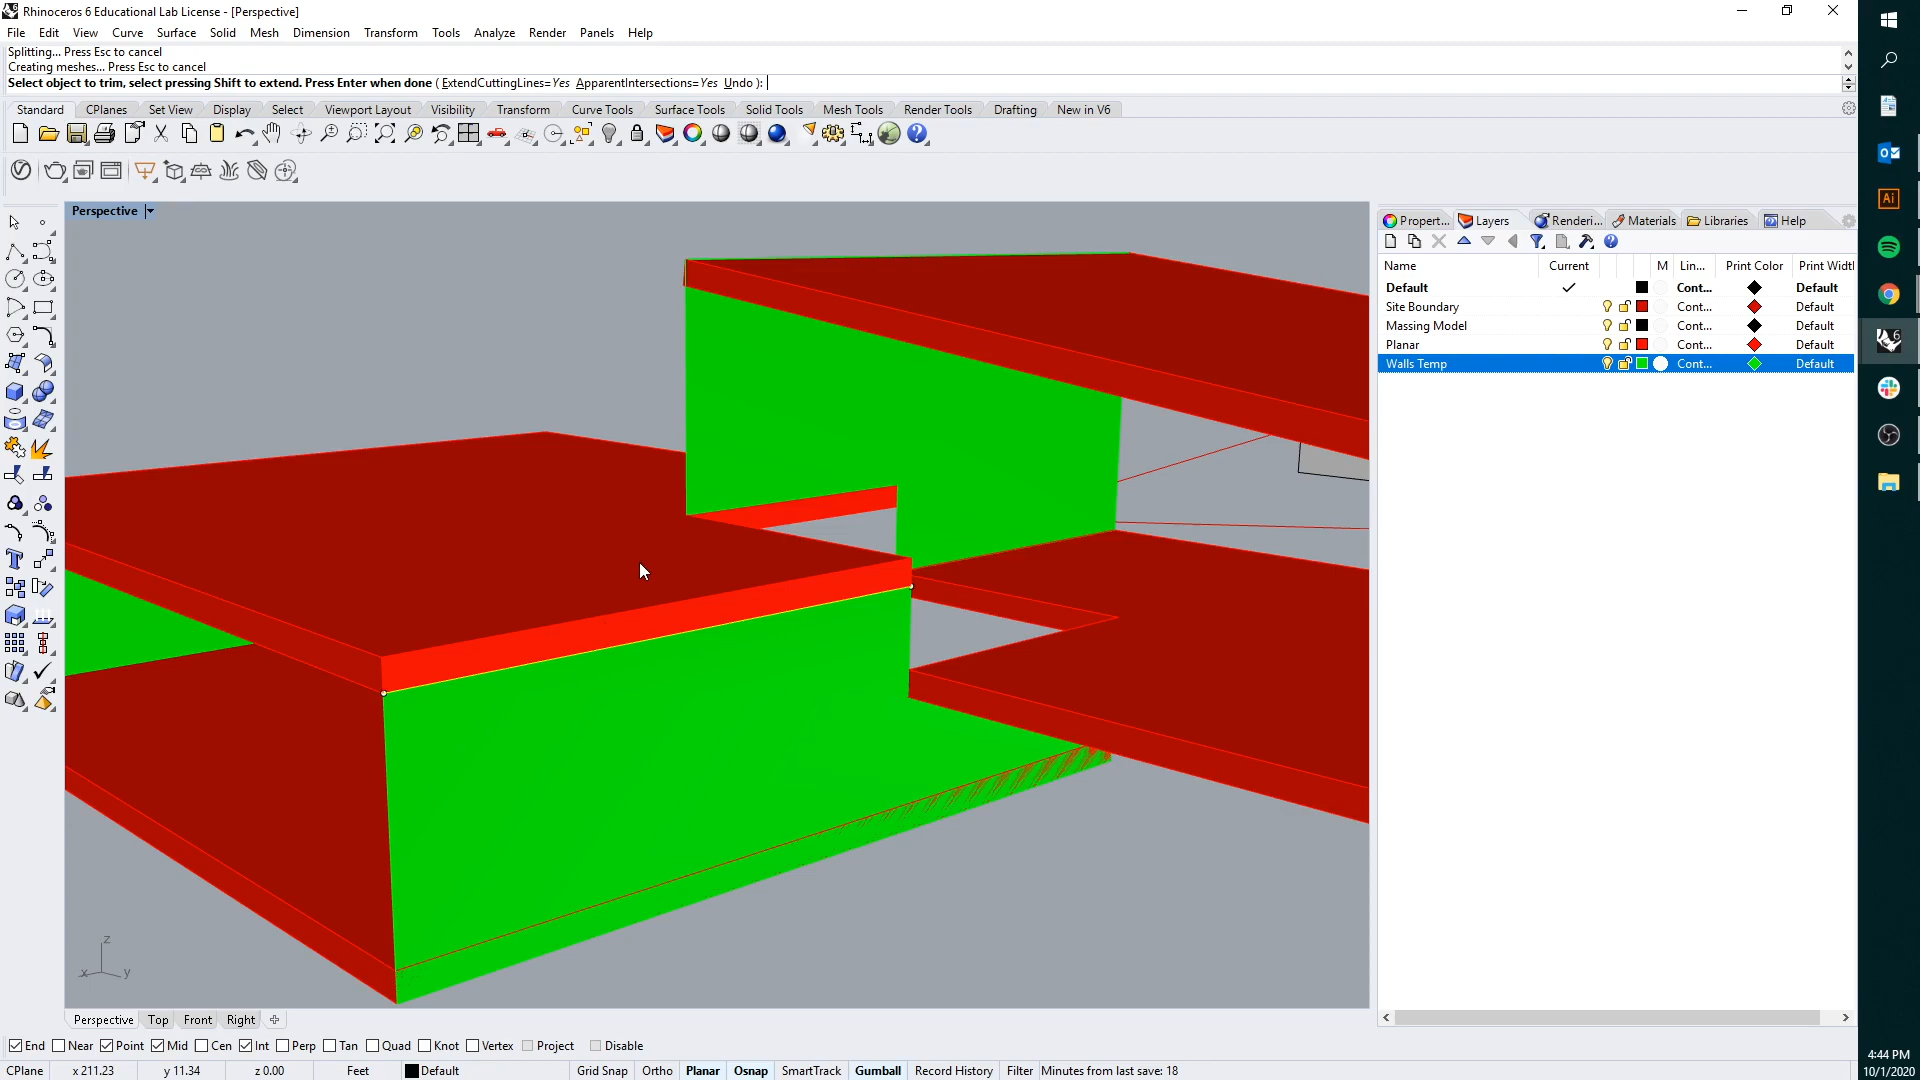 Rhinoceros 6 Educational Lab License - [Perspective]
File Edit View Curve Surface Solid Mesh Dimension Transform Tools Analyze Render Panels Help
Splitting... Press Esc to cancel
Creating meshes... Press Esc to cancel
Select object to trim, select pressing Shift to extend. Press Enter when done ( ExtendCuttingLines=Yes ApparentIntersections=Yes Undo ):
Standard CPlanes Set View Display Select Viewport Layout Visibility Transform Curve Tools Surface Tools Solid Tools Mesh Tools Render Tools Drafting New in V6
Perspective
Propert... Layers Renderi... Materials Libraries Help
Name Current M Lin... Print Color Print Widtl
Default Cont... Default
Site Boundary Cont... Default
Massing Model Cont... Default
Planar Cont... Default
Walls Temp Cont... Default
z
x y
Perspective Top Front Right
End Near Point Mid Cen Int Perp Tan Quad Knot Vertex Project Disable
CPlane x 211.23 y 11.34 z 0.00 Feet Default Grid Snap Ortho Planar Osnap SmartTrack Gumball Record History Filter Minutes from last save: 18
Ai
6
4:44 PM
10/1/2020